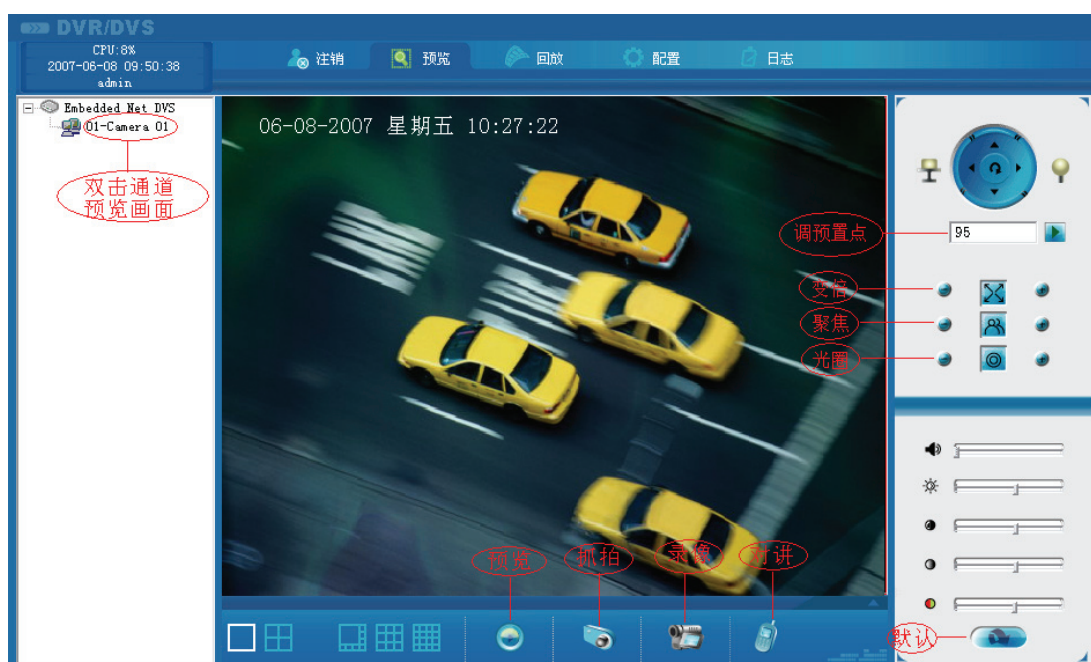 DVR/DVS
CPU:8%
2007-06-08 09:50:38
admin
注销
预览
回放
配置
日志
Embedded Net DVS
01-Camera 01
双击通道
预览画面
06-08-2007 星期五 10:27:22
调预置点
95
变倍
聚焦
光圈
预览
抓拍
录像
对讲
默认